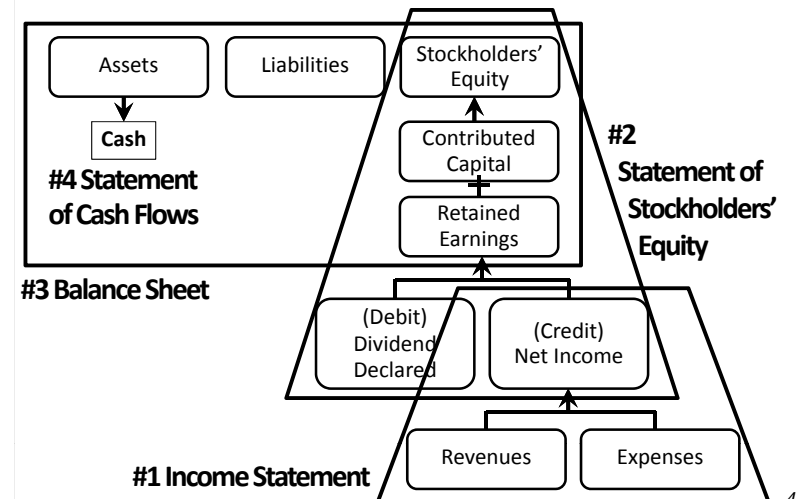 Assets
Liabilities
Stockholders’
Equity
Cash
Contributed
Capital
#2
Statement of
Stockholders’
Equity
#4 Statement
of Cash Flows
+
Retained
Earnings
#3 Balance Sheet
(Debit)
Dividend
Declared
(Credit)
Net Income
Revenues
Expenses
#1 Income Statement